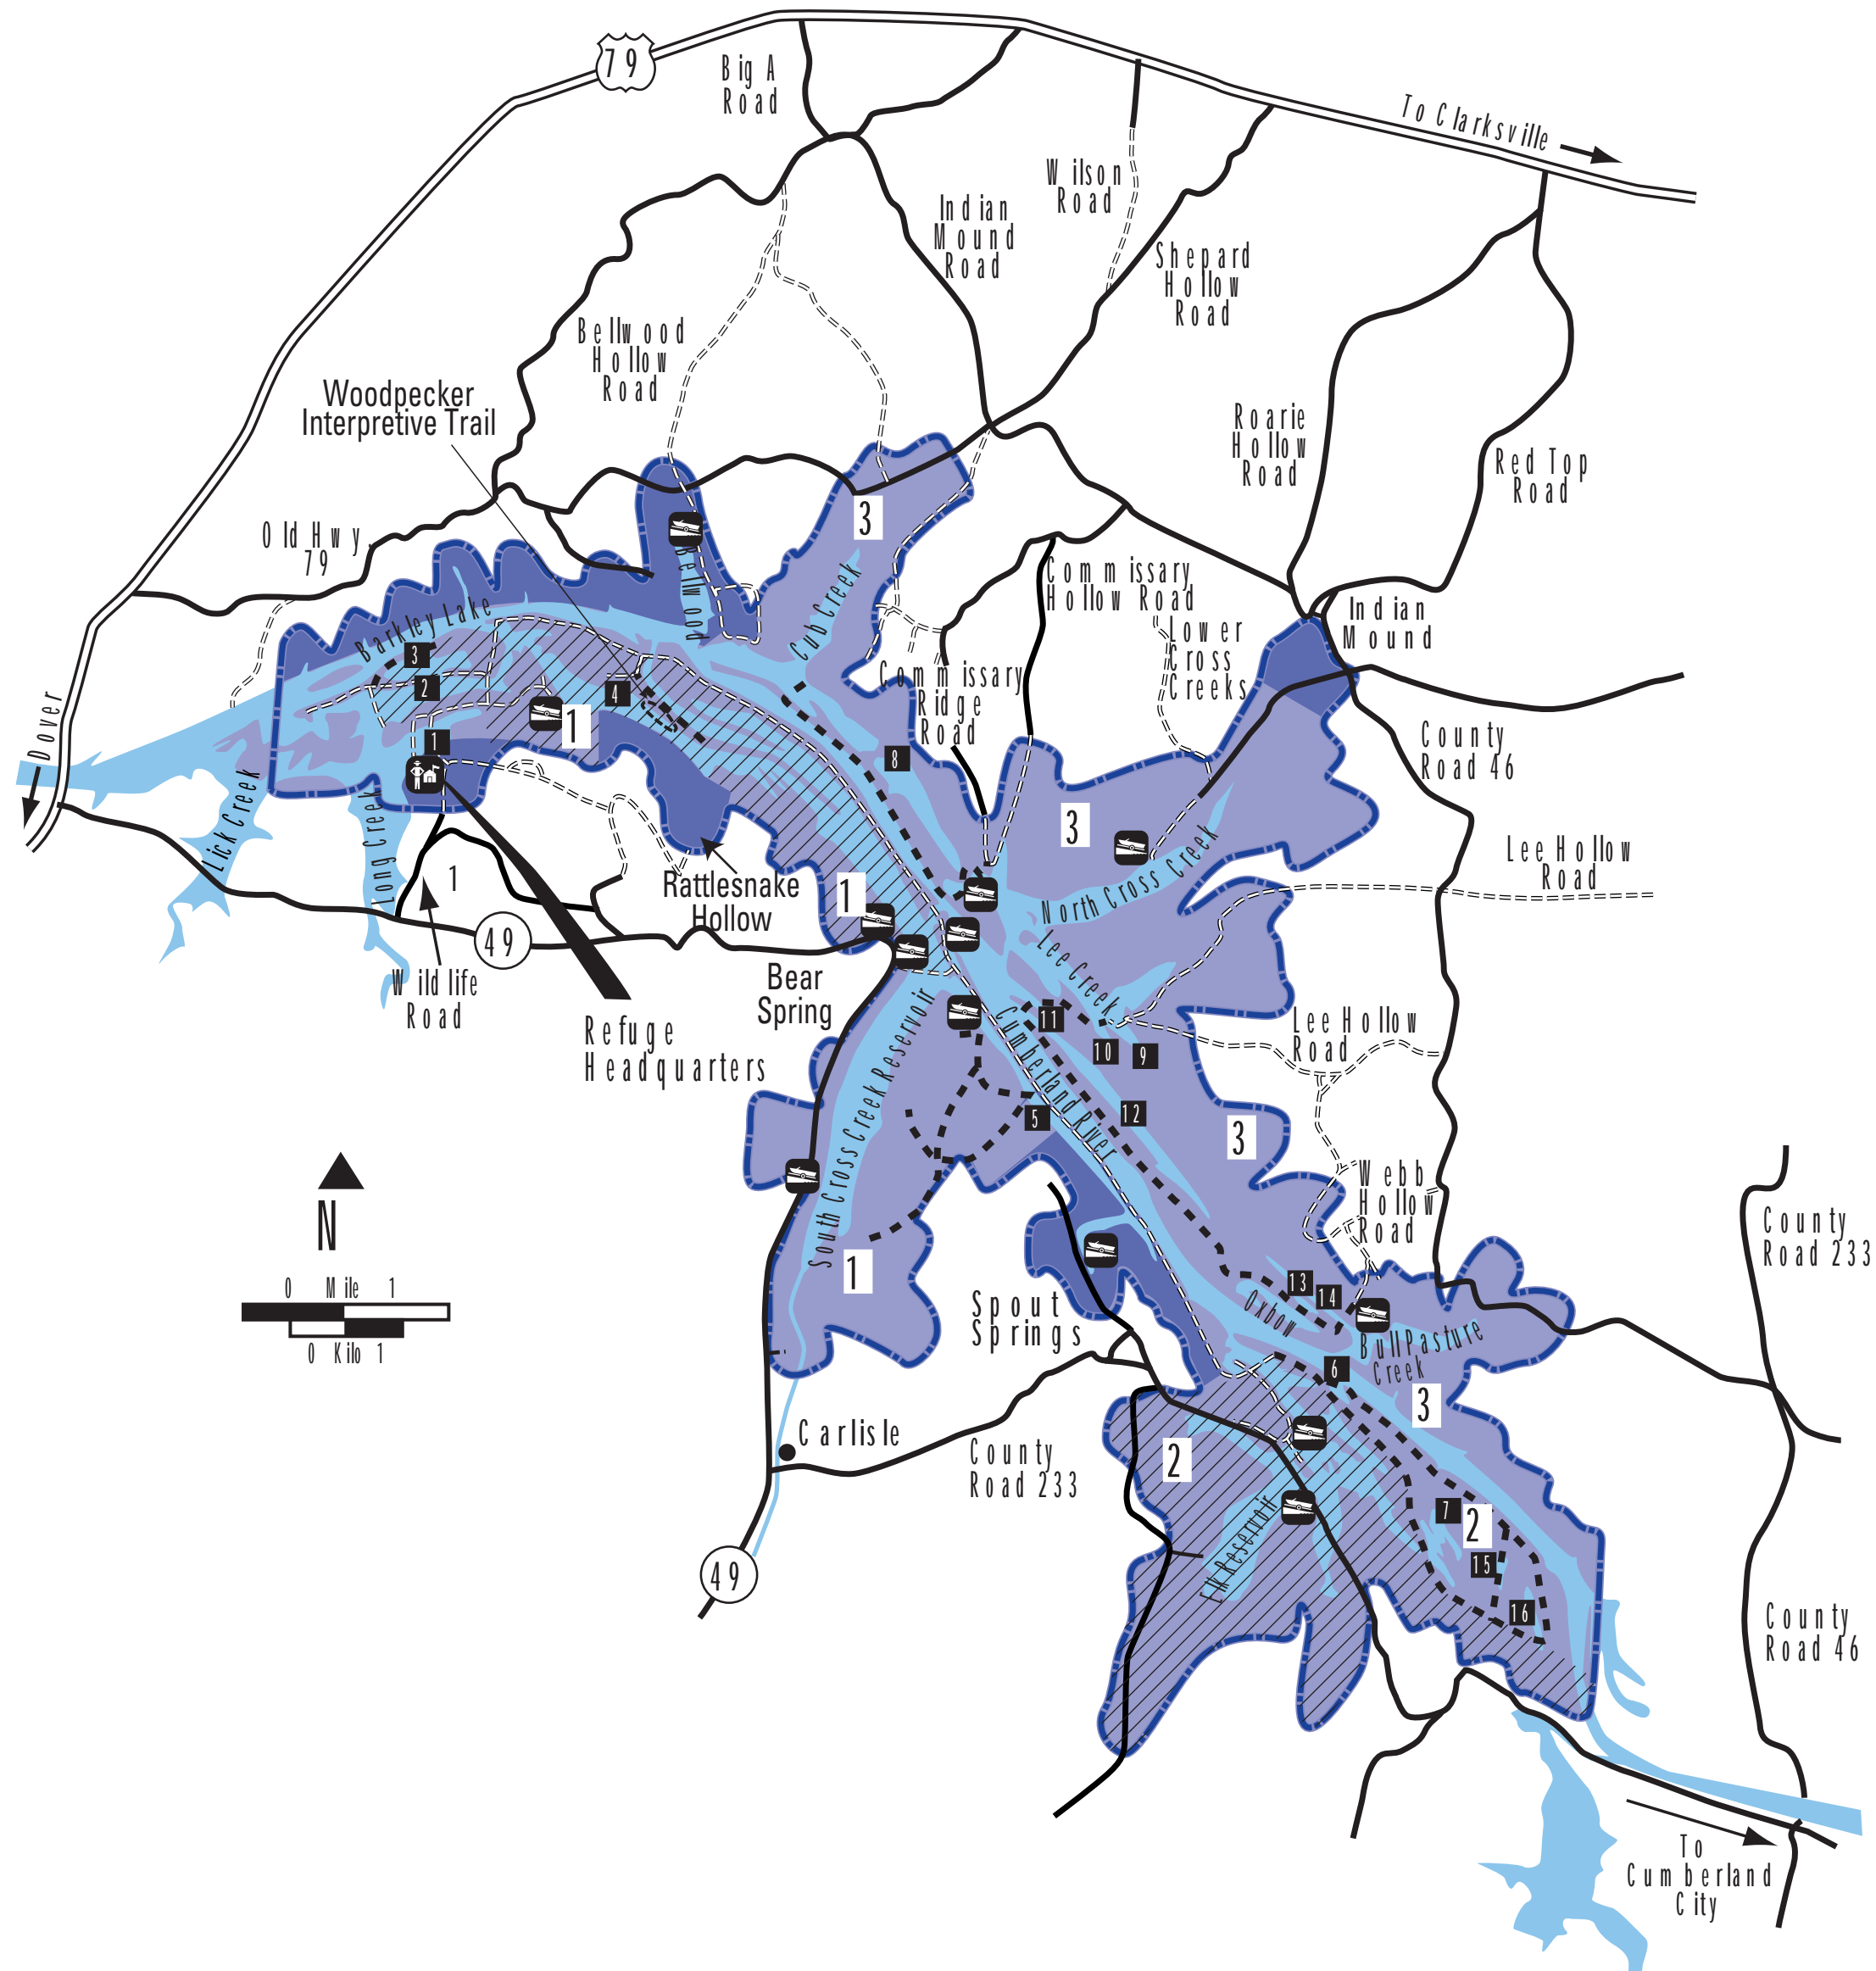 79
Big A
Road
To Clarksville
Wilson
Road
Indian
Mound
Road
Shepard
Hollow
Road
Bellwood
Hollow
Road
Woodpecker
Interpretive Trail
Roarie
Hollow
Road
Red Top
Road
Old Hwy.
79
3
Bellwood
Cub Creek
Commissary
Hollow Road
Lower
Cross
Creeks
Indian
Mound
Barkley Lake
3
2
4
1
1
8
Commissary
Ridge
Road
Dover
County
Road 46
Lick Creek
Long Creek
1
3
Lee Hollow
Road
Rattlesnake
Hollow
1
North Cross Creek
49
Wildlife
Road
Bear
Spring
Refuge
Headquarters
Lee Creek
South Cross Creek Reservoir
Cumberland River
11
10
9
Lee Hollow
Road
5
12
3
Webb
Hollow
Road
County
Road 233
N
0 Mile 1
0 Kilo 1
1
13
14
Oxbow
Spout
Springs
Bull Pasture
Creek
6
3
Carlisle
County
Road 233
2
7
2
15
16
49
Reservoir
County
Road 46
To
Cumberland
City